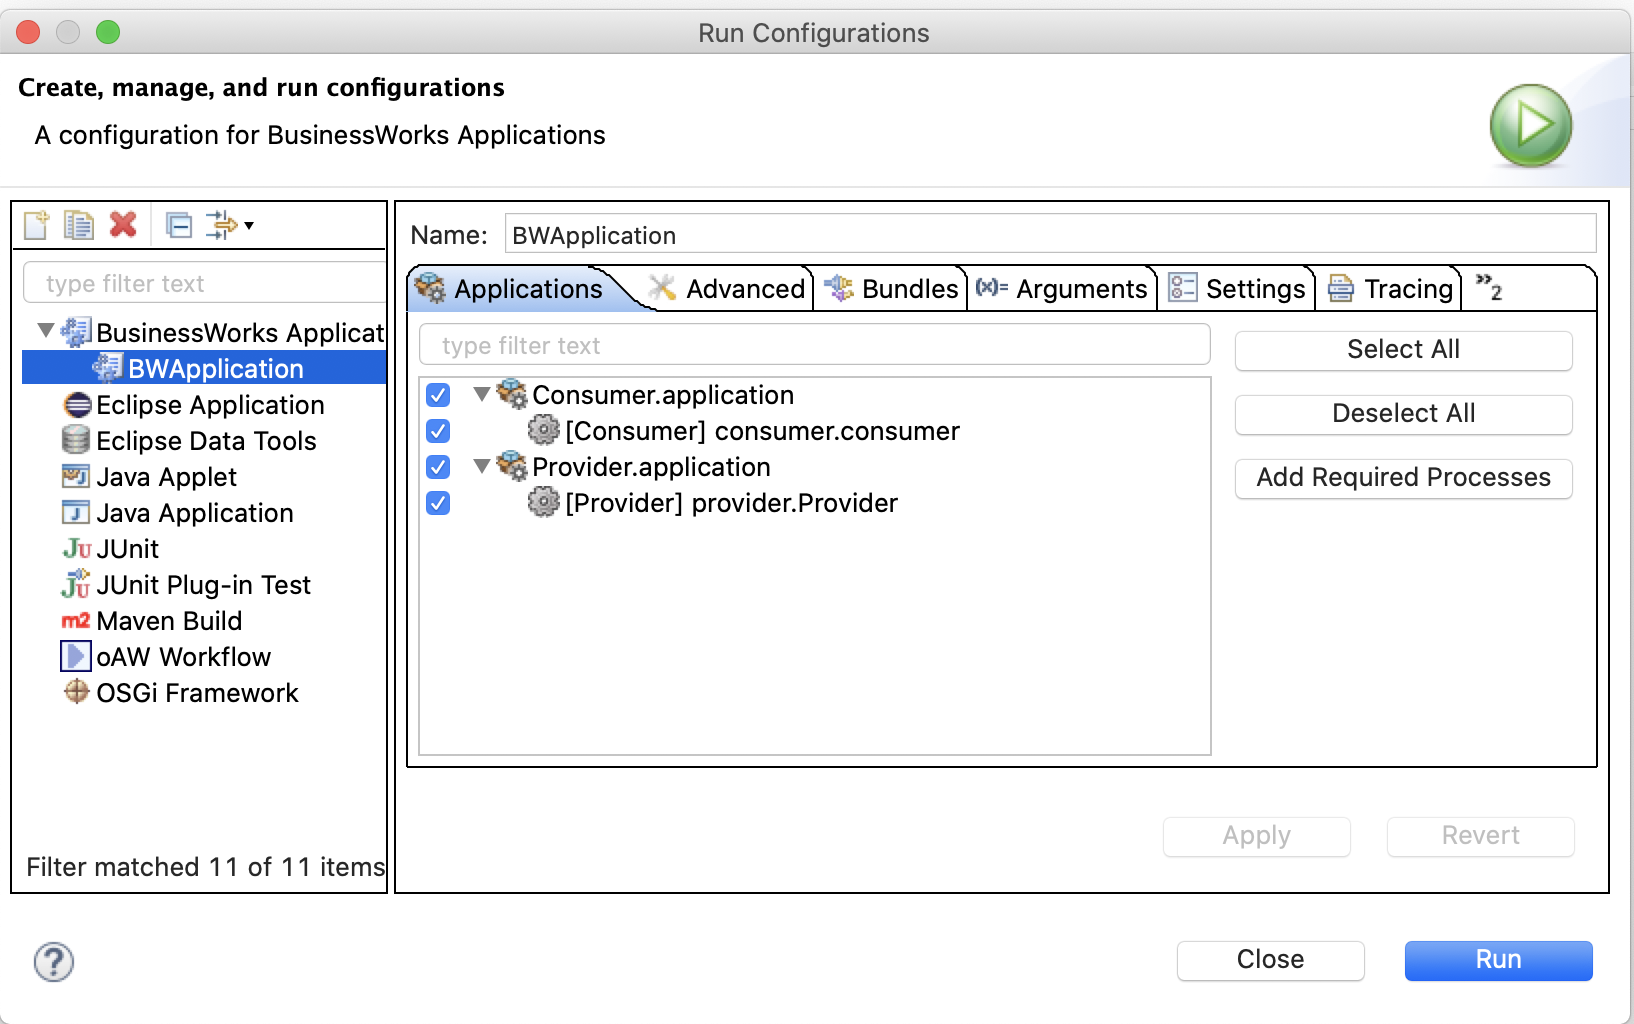 Run Configurations
Create, manage, and run configurations
A configuration for BusinessWorks Applications
type filter text
BusinessWorks Applicat
BWApplication
Eclipse Application
Eclipse Data Tools
Java Applet
Java Application
JUnit
JUnit Plug-in Test
m2 Maven Build
oAW Workflow
OSGi Framework
Filter matched 11 of 11 items
Name: BWApplication
Applications Advanced Bundles (x)= Arguments Settings Tracing »2
type filter text
Consumer.application
[Consumer] consumer.consumer
Provider.application
[Provider] provider.Provider
Select All
Deselect All
Add Required Processes
Apply Revert
? Close Run